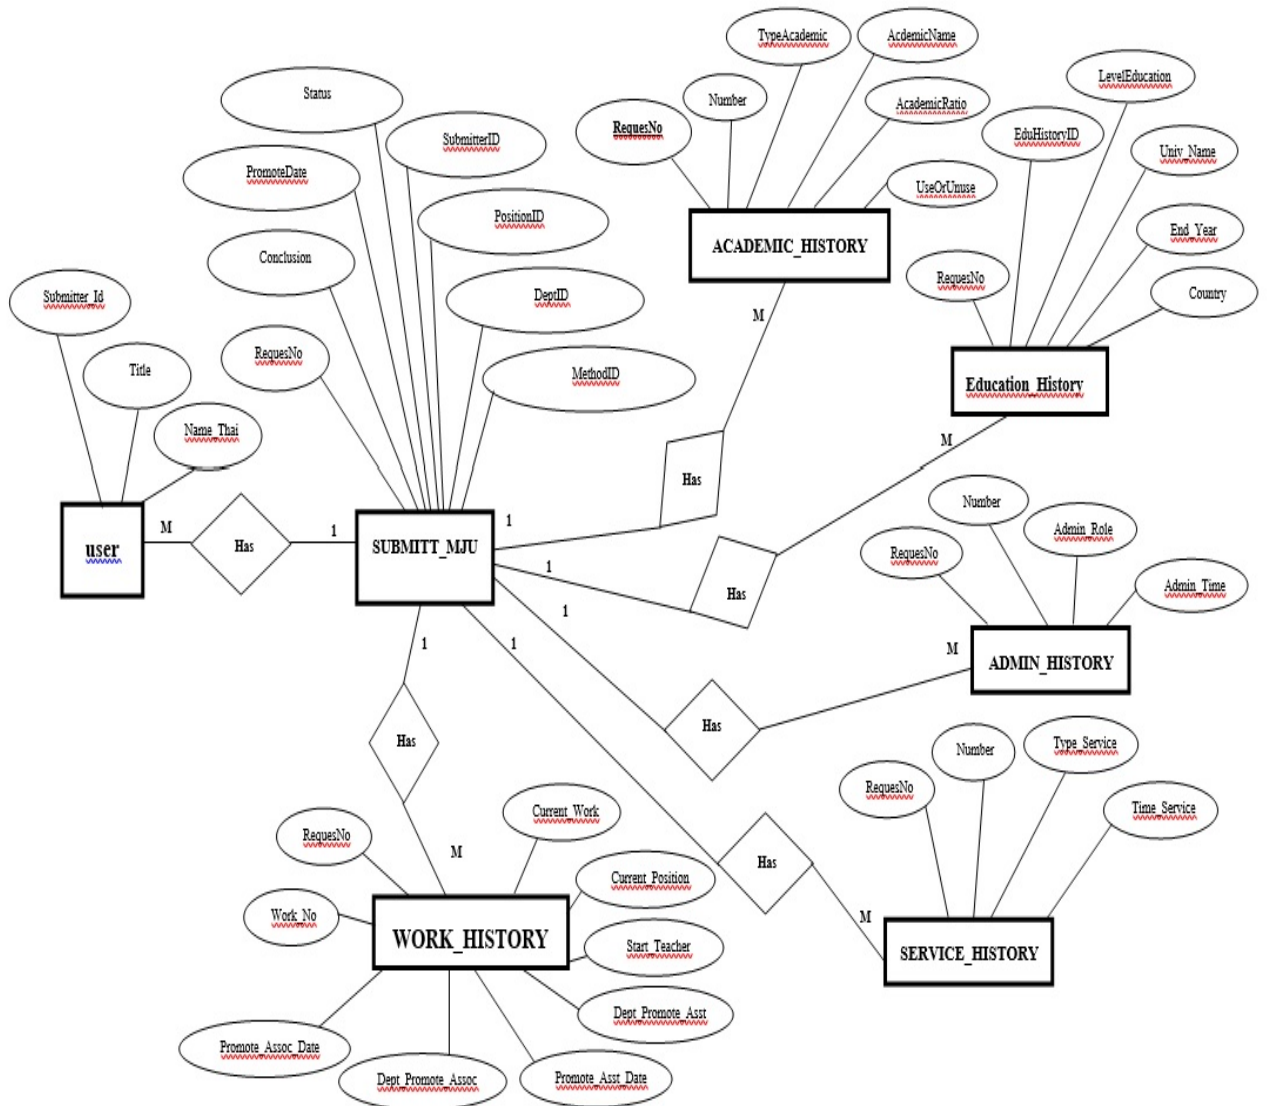 TypeAcademic
AcdemicName
Status
LevelEducation
Number
AcademicRatio
RequesNo
EduHistoryID
SubmitterID
Univ_Name
PromoteDate
UseOrUnuse
PositionID
End_Year
ACADEMIC_HISTORY
Conclusion
RequesNo
Country
Submitter_Id
DeptID
M
RequesNo
Title
MethodID
Education_History
Name_Thai
M
Has
Number
1
Admin_Role
M
1
user
Has
SUBMITT_MJU
RequesNo
1
Admin_Time
Has
1
1
1
M
ADMIN_HISTORY
Has
Has
Number
Type_Service
RequesNo
Time_Service
Current_Work
RequesNo
M
Has
Current_Position
Work_No
M
WORK_HISTORY
Start_Teacher
SERVICE_HISTORY
Dept_Promote_Asst
Promote_Assoc_Date
Dept_Promote_Assoc
Promote_Asst_Date